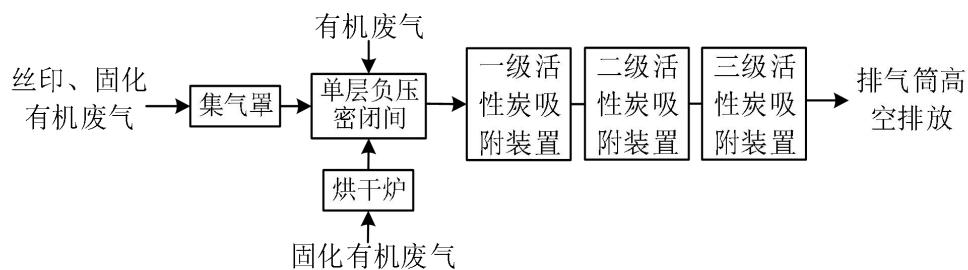 有机废气
丝印、固化
有机废气
集气罩
单层负压
密闭间
一级活
性炭吸
附装置
二级活
性炭吸
附装置
三级活
性炭吸
附装置
排气筒高
空排放
烘干炉
固化有机废气